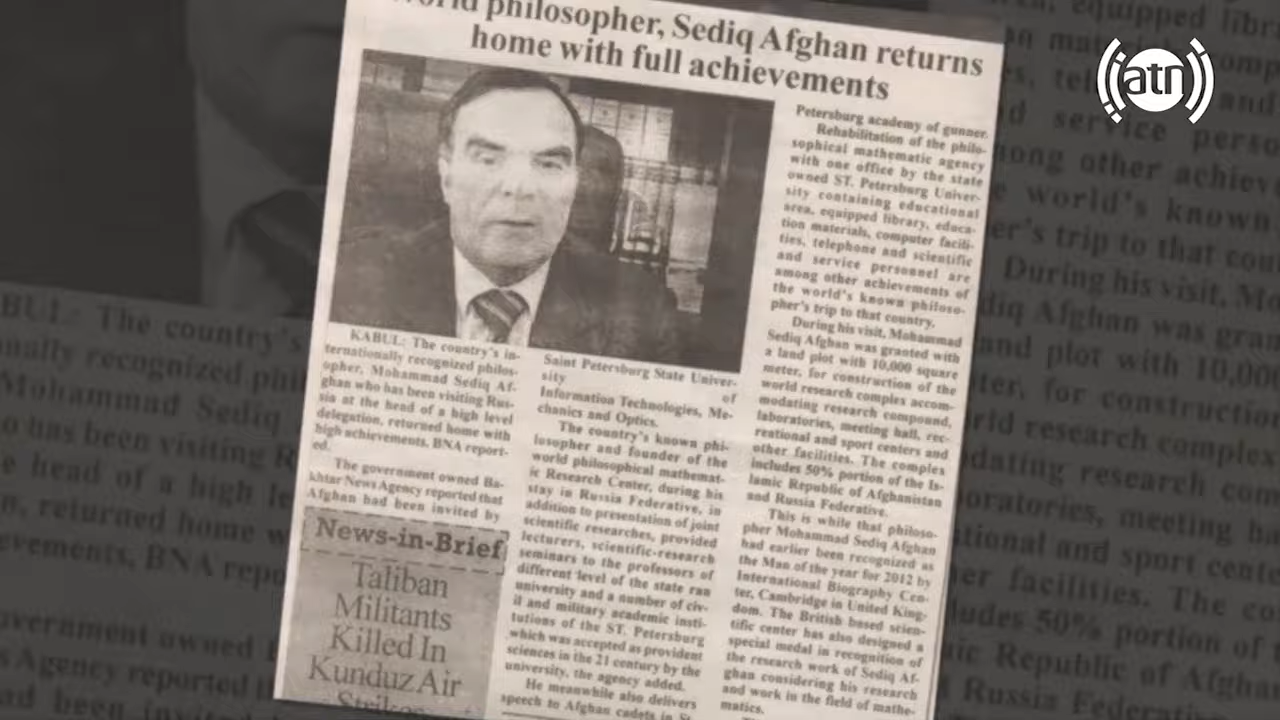 World philosopher, Sediq Afghan returns
home with full achievements
KABUL: The country's in-
ternationally recognized philos-
opher, Mohammad Sediq Af-
ghan who has been visiting Rus-
sia at the head of a high level
delegation, returned home with
high achievements, BNA report-
ed.
The government owned Ba-
khtar News Agency reported that
Afghan had been invited by
Saint Petersburg State Univer-
sity of
Information Technologies, Me-
chanics and Optics.
The country's known phi-
losopher and founder of the
world philosophical mathemat-
ic Research Center, during his
stay in Russia Federative, in
addition to presentation of joint
scientific researches, provided
lecturers, scientific-research
seminars to the professors of
different level of the state ran
university and a number of civ-
il and military academic insti-
tutions of the ST. Petersburg
which was accepted as provident
sciences in the 21 century by the
university, the agency added.
He meanwhile also delivers
speech to Afghan cadets in St.
Petersburg academy of gunner.
Rehabilitation of the philo-
sophical mathematic agency
with one office by the state
owned ST. Petersburg Univer-
sity containing educational
area, equipped library, educa-
tion materials, computer facili-
ties, telephone and scientific
and service personnel are
among other achievements of
the world's known philoso-
pher's trip to that country.
During his visit, Mohammad
Sediq Afghan was granted with
a land plot with 10,000 square
meter, for construction of the
world research complex accom-
modating research compound,
laboratories, meeting hall, rec-
reational and sport centers and
other facilities. The complex
includes 50% portion of the Is-
lamic Republic of Afghanistan
and Russia Federative.
This is while that philoso-
pher Mohammad Sediq Afghan
had earlier been recognized as
the Man of the year for 2012 by
International Biography Cen-
ter, Cambridge in United King-
dom. The British based scien-
tific center has also designed a
special medal in recognition of
the research work of Sediq Af-
ghan considering his research
and work in the field of mathe-
matics.
News-in-Brief
Taliban
Militants
Killed In
Kunduz Air
Strikes
atn